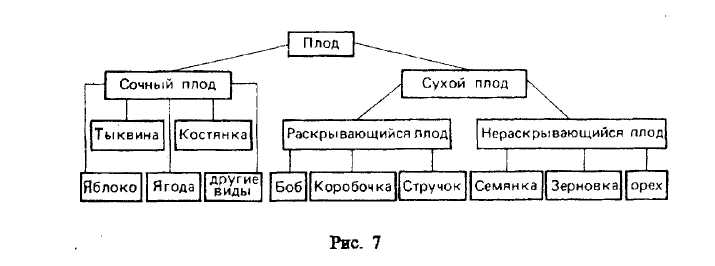 Плод
Сочный плод
Сухой плод
Тыквина
Костянка
Раскрывающийся плод
Нераскрывающийся плод
Яблоко
Ягода
другие
виды
Боб
Коробочка
Стручок
Семянка
Зерновка
орех
Рис. 7